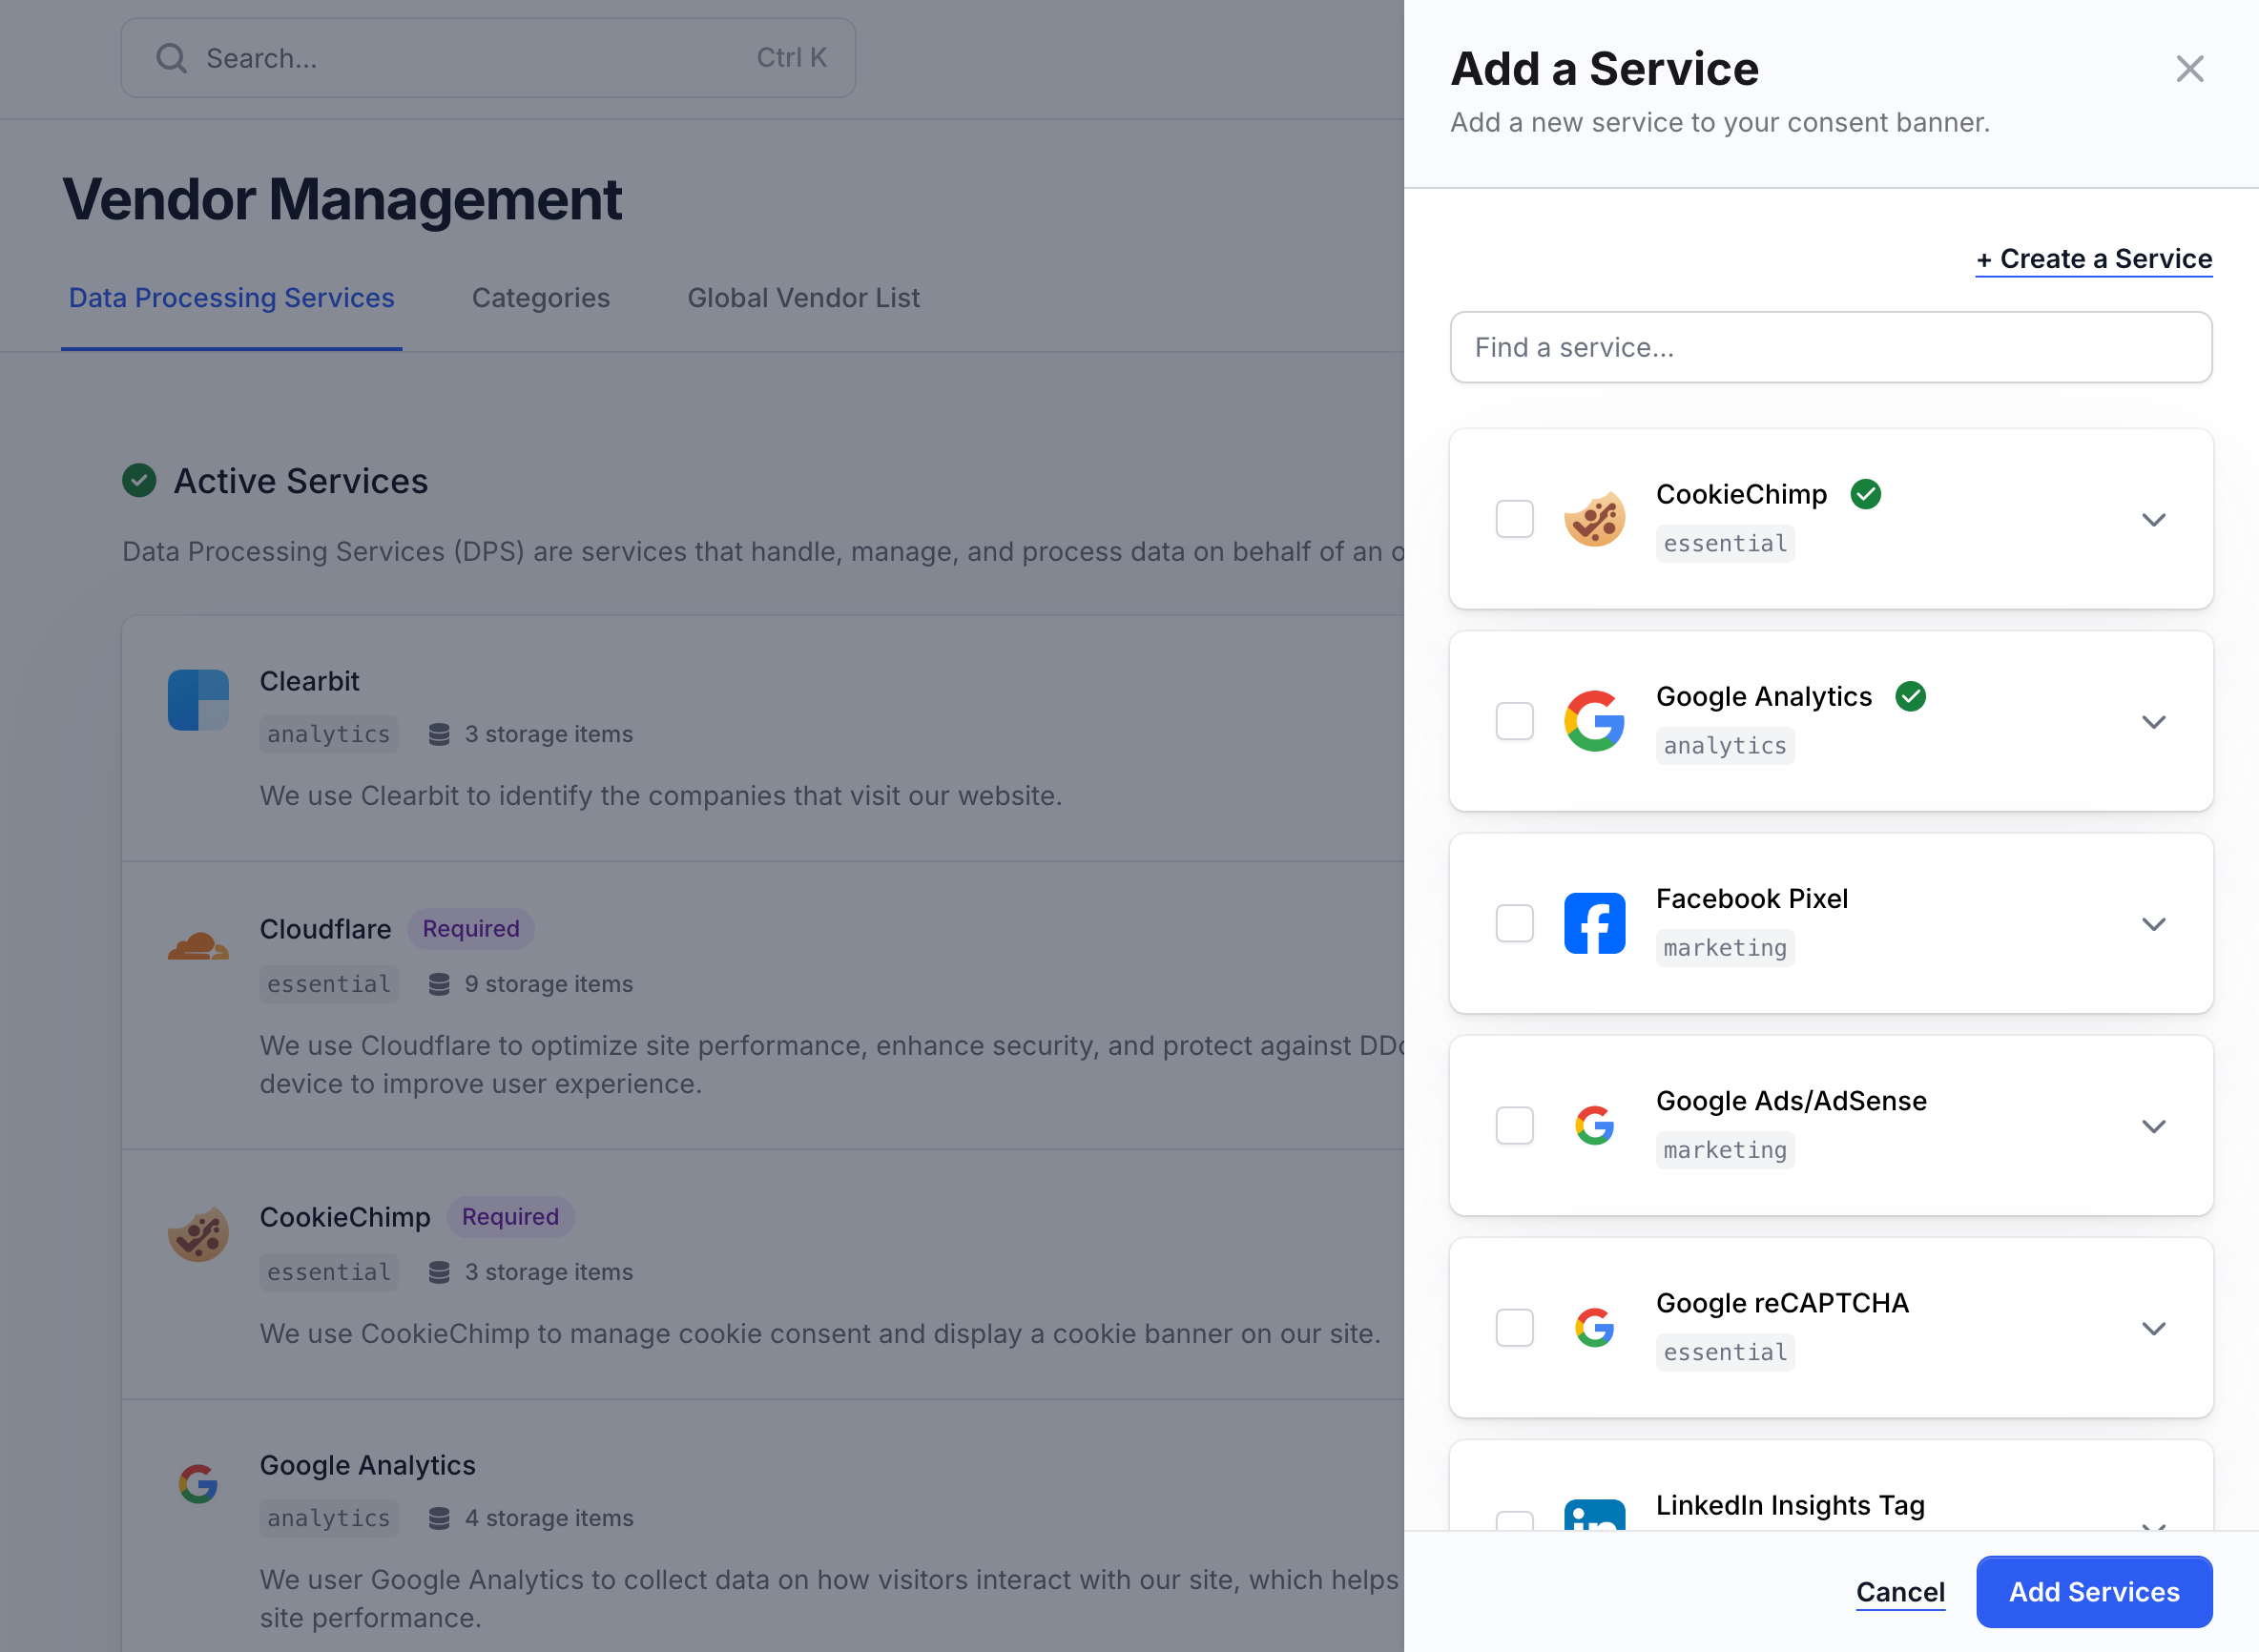 Search...
Ctrl K
Vendor Management
Data Processing Services
Categories
Global Vendor List
Active Services
Data Processing Services (DPS) are services that handle, manage, and process data on behalf of an
Clearbit
analytics
3 storage items
We use Clearbit to identify the companies that visit our website.
Cloudflare
Required
essential
9 storage items
We use Cloudflare to optimize site performance, enhance security, and protect against
device to improve user experience.
CookieChimp
Required
essential
3 storage items
We use CookieChimp to manage cookie consent and display a cookie banner on our site.
Google Analytics
analytics
4 storage items
We user Google Analytics to collect data on how visitors interact with our site, which helps
site performance.
Add a Service
Add a new service to your consent banner.
+ Create a Service
Find a service...
CookieChimp
essential
Google Analytics
analytics
Facebook Pixel
marketing
Google Ads/AdSense
marketing
Google reCAPTCHA
essential
LinkedIn Insights Tag
Cancel
Add Services